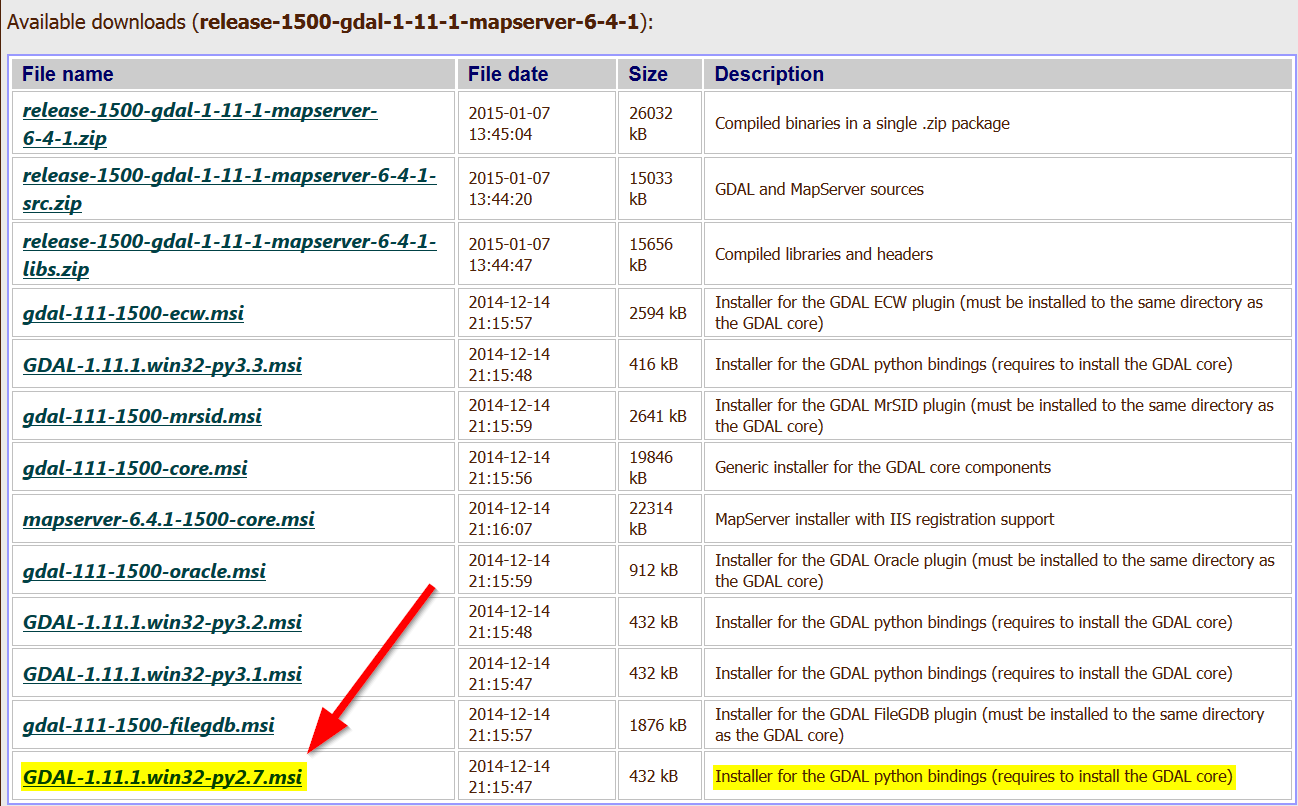 Available downloads (release-1500-gdal-1-11-1-mapserver-6-4-1):
File name File date Size Description
release-1500-gdal-1-11-1-mapserver-
6-4-1.zip
2015-01-07
13:45:04
26032
kB
Compiled binaries in a single .zip package
release-1500-gdal-1-11-1-mapserver-6-4-1-
src.zip
2015-01-07
13:44:20
15033
kB
GDAL and MapServer sources
release-1500-gdal-1-11-1-mapserver-6-4-1-
libs.zip
2015-01-07
13:44:47
15656
kB
Compiled libraries and headers
gdal-111-1500-ecw.msi
2014-12-14
21:15:57
2594 kB
Installer for the GDAL ECW plugin (must be installed to the same directory as
the GDAL core)
GDAL-1.11.1.win32-py3.3.msi
2014-12-14
21:15:48
416 kB
Installer for the GDAL python bindings (requires to install the GDAL core)
gdal-111-1500-mrsid.msi
2014-12-14
21:15:59
2641 kB
Installer for the GDAL MrSID plugin (must be installed to the same directory as
the GDAL core)
gdal-111-1500-core.msi
2014-12-14
21:15:56
19846
kB
Generic installer for the GDAL core components
mapserver-6.4.1-1500-core.msi
2014-12-14
21:16:07
22314
kB
MapServer installer with IIS registration support
gdal-111-1500-oracle.msi
2014-12-14
21:15:59
912 kB
Installer for the GDAL Oracle plugin (must be installed to the same directory as
the GDAL core)
GDAL-1.11.1.win32-py3.2.msi
2014-12-14
21:15:48
432 kB
Installer for the GDAL python bindings (requires to install the GDAL core)
GDAL-1.11.1.win32-py3.1.msi
2014-12-14
21:15:47
432 kB
Installer for the GDAL python bindings (requires to install the GDAL core)
gdal-111-1500-filegdb.msi
2014-12-14
21:15:57
1876 kB
Installer for the GDAL FileGDB plugin (must be installed to the same directory
as the GDAL core)
GDAL-1.11.1.win32-py2.7.msi
2014-12-14
21:15:47
432 kB
Installer for the GDAL python bindings (requires to install the GDAL core)